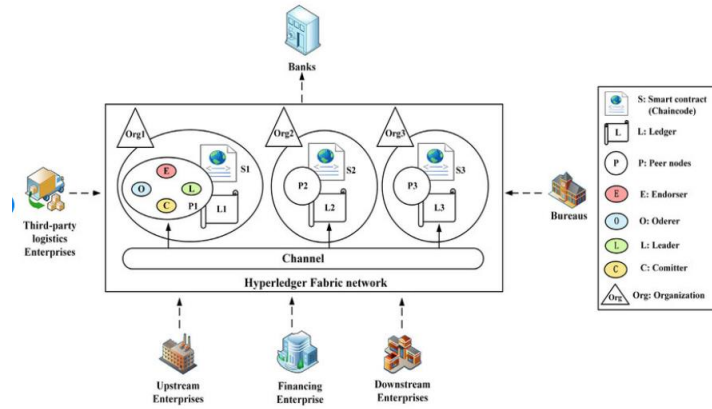 Banks
Org1
Org2
Org3
S1
S2
S3
E
O
L
C
P1
P2
P3
L1
L2
L3
Channel
Hyperledger Fabric network
Third-party
logistics
Enterprises
Bureaus
Upstream
Enterprises
Financing
Enterprise
Downstream
Enterprises
S: Smart contract
(Chaincode)
L
L: Ledger
P
P: Peer nodes
E
E: Endorser
O
O: Oderer
L
L: Leader
C
C: Comitter
Org
Org: Organization